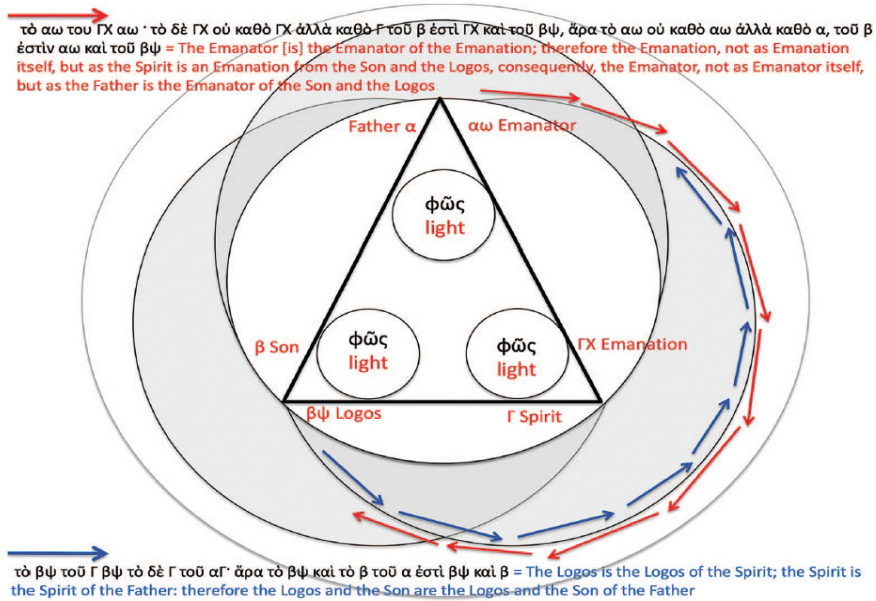 τὸ αω του ΓΧ αω · τὸ δὲ ΓΧ οὐ καθὸ ΓΧ ἀλλὰ καθὸ Γ τοῦ β ἐστὶ ΓΧ καὶ τοῦ βψ, ἄρα τὸ αω οὐ καθὸ αω ἀλλὰ καθὸ α, τοῦ β
ἐστὶν αω καὶ τοῦ βψ = The Emanator [is] the Emanator of the Emanation; therefore the Emanation, not as Emanation
itself, but as the Spirit is an Emanation from the Son and the Logos, consequently, the Emanator, not as Emanator itself,
but as the Father is the Emanator of the Son and the Logos
Father α
αω Emanator
φῶς
light
β Son
φῶς
light
φῶς
light
ΓΧ Emanation
βψ Logos
Γ Spirit
τὸ βψ τοῦ Γ βψ τὸ δὲ Γ τοῦ αΓ· ἄρα τὸ βψ καὶ τὸ β τοῦ α ἐστὶ βψ καὶ β = The Logos is the Logos of the Spirit; the Spirit is
the Spirit of the Father: therefore the Logos and the Son are the Logos and the Son of the Father